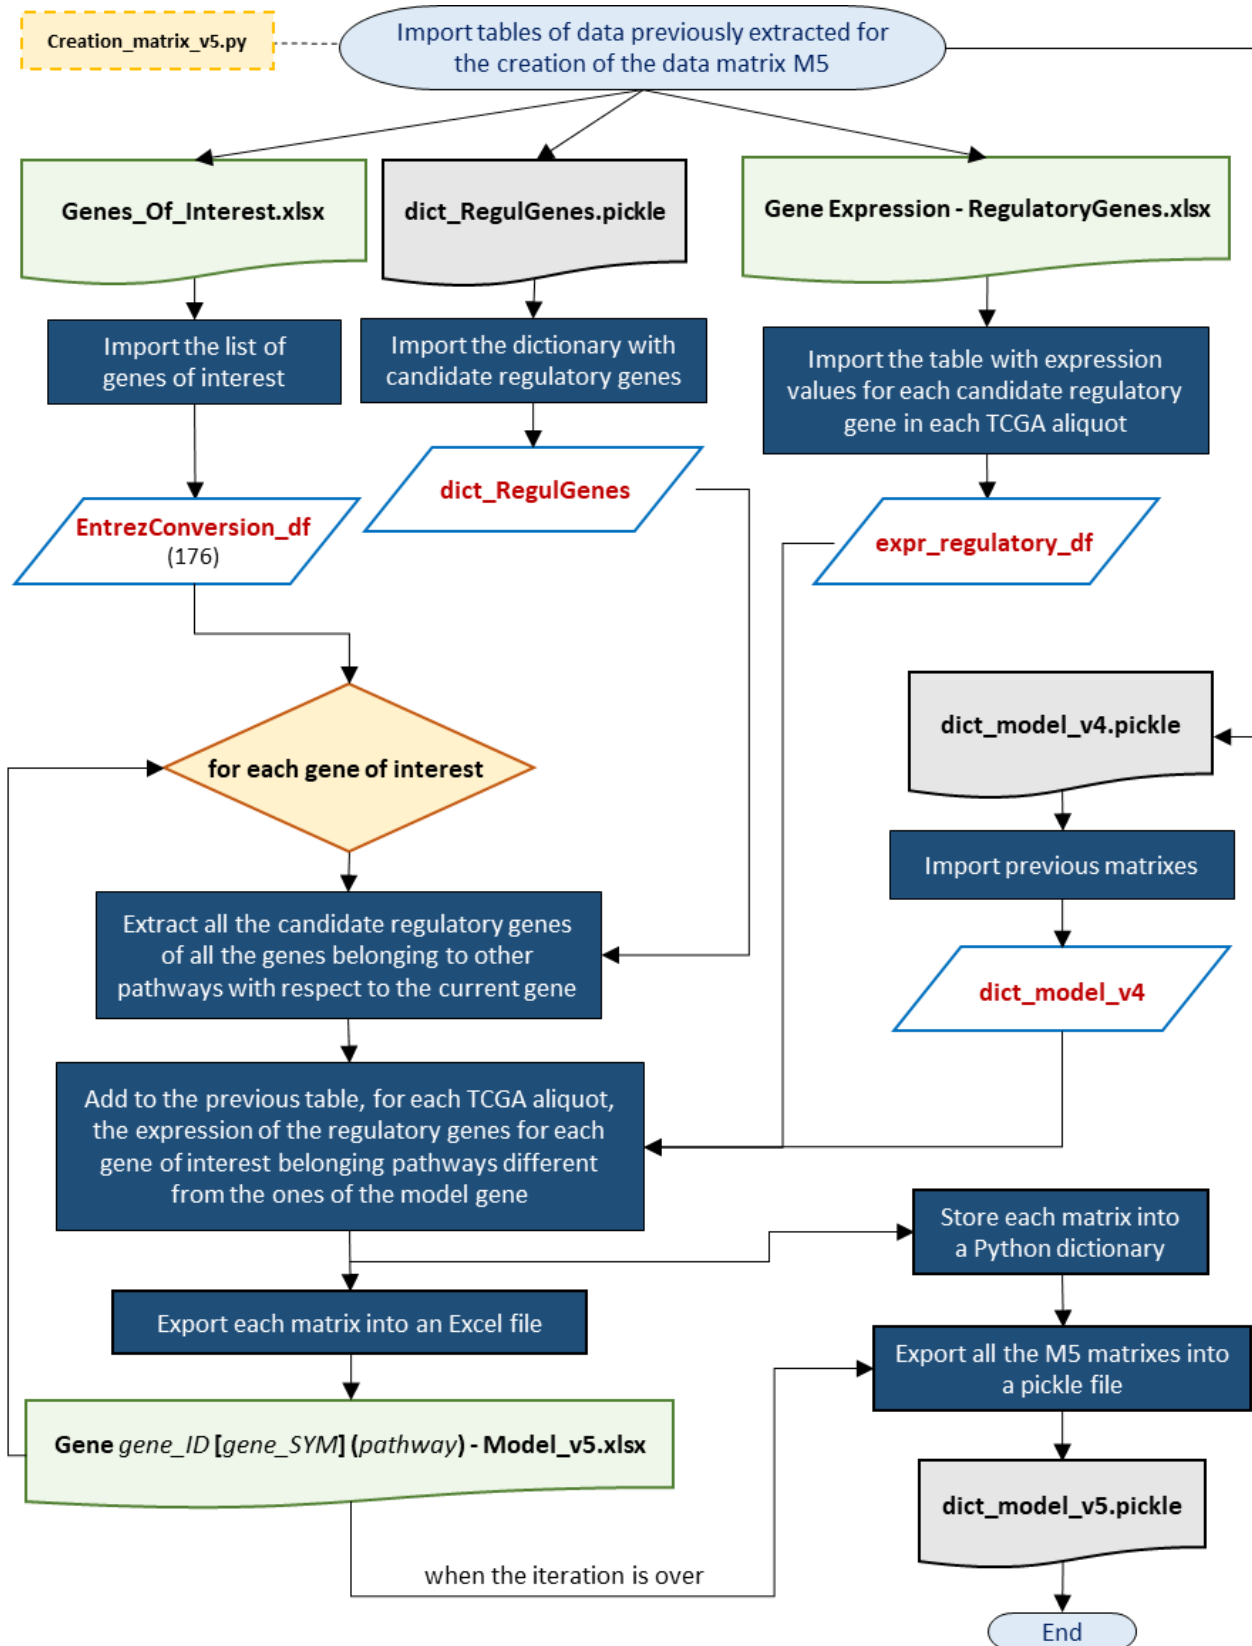 Creation_matrix_v5.py
Import tables of data previously extracted for
the creation of the data matrix M5
Genes_Of_Interest.xlsx
dict_RegulGenes.pickle
Gene Expression - RegulatoryGenes.xlsx
Import the list of
genes of interest
Import the dictionary with
candidate regulatory genes
Import the table with expression
values for each candidate regulatory
gene in each TCGA aliquot
EntrezConversion_df
(176)
dict_RegulGenes
expr_regulatory_df
for each gene of interest
dict_model_v4.pickle
Import previous matrixes
dict_model_v4
Extract all the candidate regulatory genes
of all the genes belonging to other
pathways with respect to the current gene
Add to the previous table, for each TCGA aliquot,
the expression of the regulatory genes for each
gene of interest belonging pathways different
from the ones of the model gene
Store each matrix into
a Python dictionary
Export each matrix into an Excel file
Export all the M5 matrixes into
a pickle file
Gene gene_ID [gene_SYM] (pathway) - Model_v5.xlsx
dict_model_v5.pickle
when the iteration is over
End